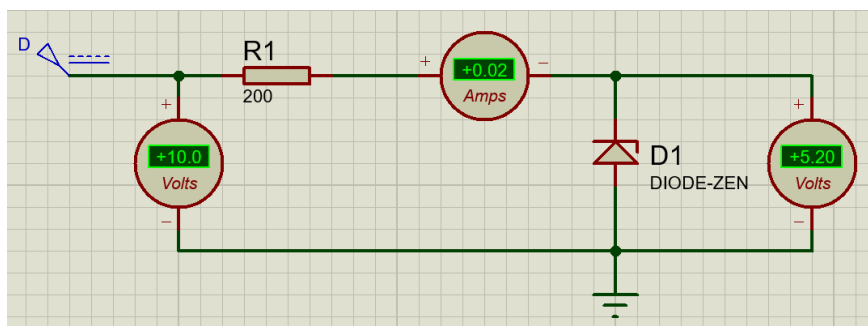 D
R1
200
+
+0.02
−
Amps
+
+10.0
Volts
−
D1
DIODE-ZEN
+
+5.20
Volts
−